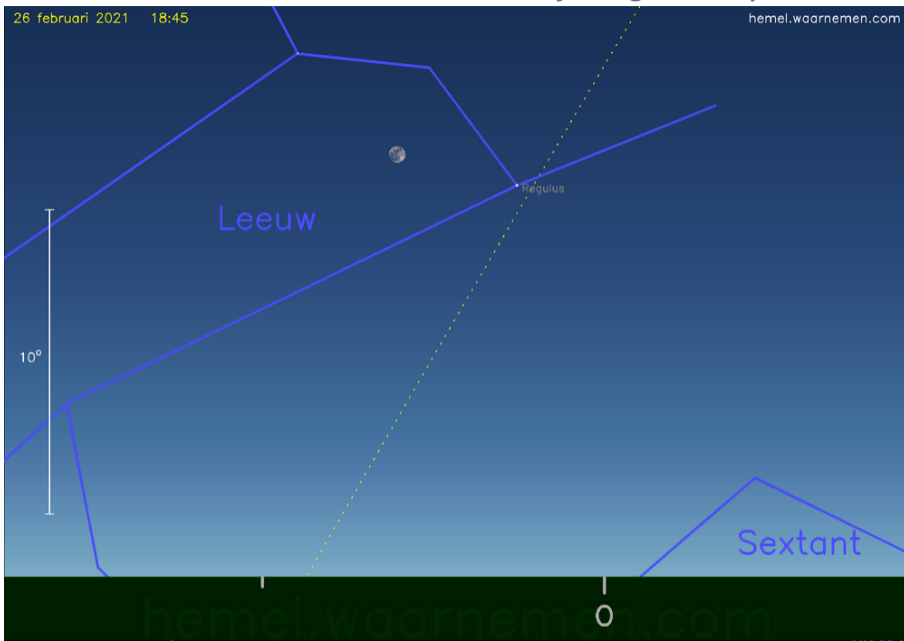 26 februari 2021 18:45
hemel.waarnemen.com
Regulus
Leeuw
10°
Sextant
O
hemel.waarnemen.com